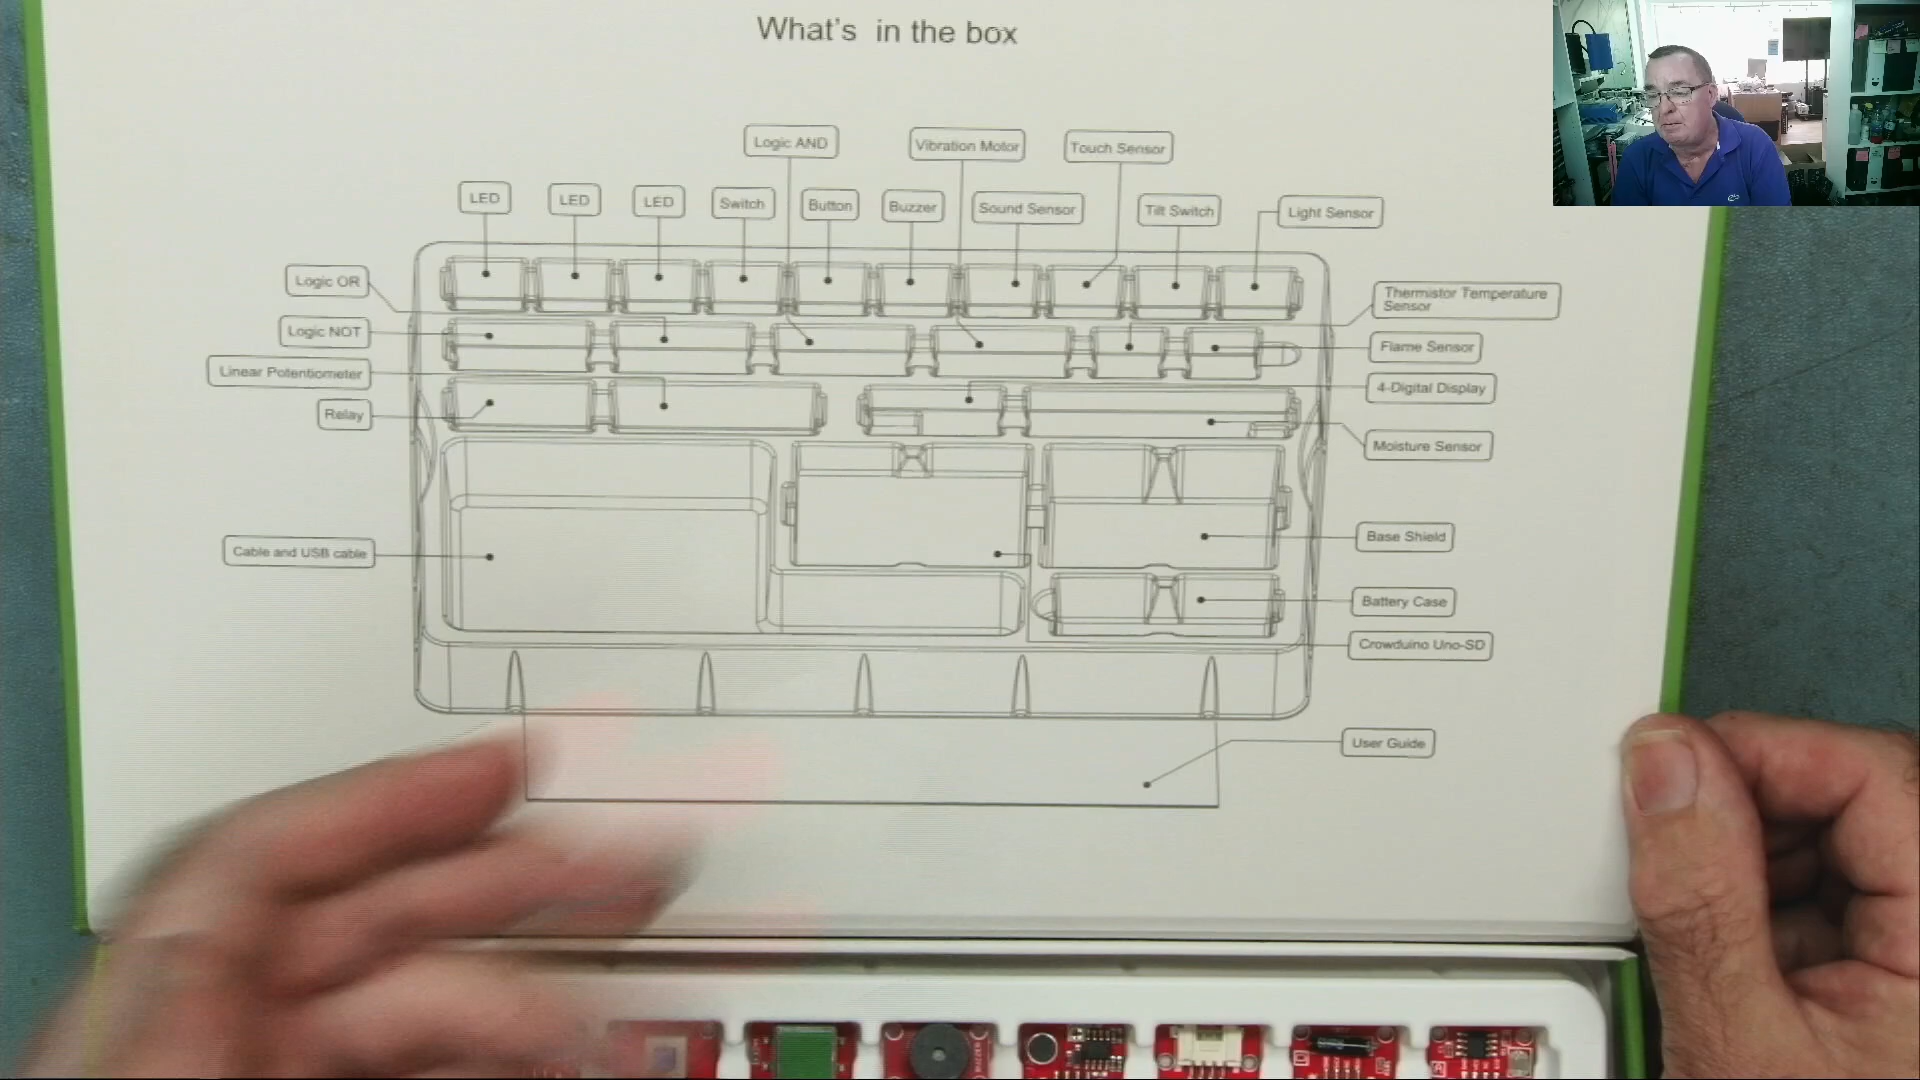 What's in the box
Logic AND
Vibration Motor
Touch Sensor
LED
LED
LED
Switch
Button
Buzzer
Sound Sensor
Tilt Switch
Light Sensor
Logic OR
Thermistor Temperature
Sensor
Logic NOT
Flame Sensor
Linear Potentiometer
4-Digital Display
Relay
Moisture Sensor
Base Shield
Cable and USB cable
Battery Case
Crowduino Uno-SD
User Guide